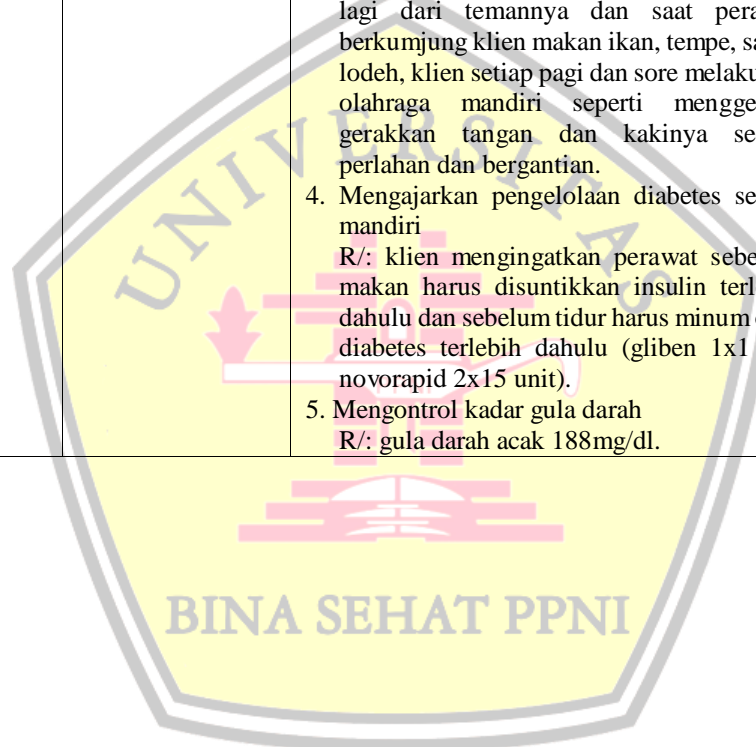 lagi dari temannya dan saat pera
berkumjung klien makan ikan, tempe, sa
lodeh, klien setiap pagi dan sore melaku
olahraga mandiri seperti mengge
gerakkan tangan dan kakinya se
perlahan dan bergantian.
4. Mengajarkan pengelolaan diabetes se
mandiri
R/: klien mengingatkan perawat sebe
makan harus disuntikkan insulin terl
dahulu dan sebelum tidur harus minum
diabetes terlebih dahulu (gliben 1x1
novorapid 2x15 unit).
5. Mengontrol kadar gula darah
R/: gula darah acak 188mg/dl.
UNIVERSITAS
BINA SEHAT PPNI